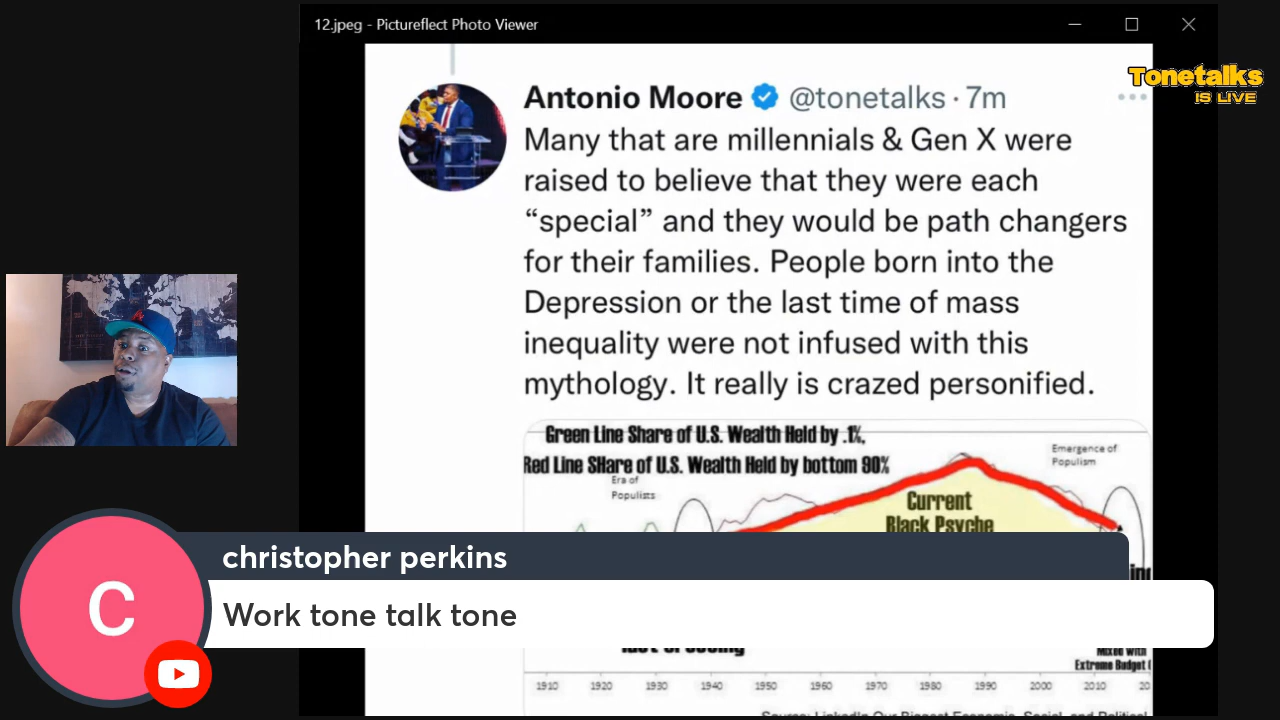 12.jpeg - Pictureflect Photo Viewer
Tonetalks
IS LIVE
Antonio Moore @tonetalks · 7m
Many that are millennials & Gen X were
raised to believe that they were each
“special” and they would be path changers
for their families. People born into the
Depression or the last time of mass
inequality were not infused with this
mythology. It really is crazed personified.
Green Line Share of U.S. Wealth Held by .1%,
Red Line SHare of U.S. Wealth Held by bottom 90%
Era of
Populists
Emergence of
Populism
Current
Black Psyche
christopher perkins
C
Work tone talk tone
Mixed with
Extreme Budget
1910 1920 1930 1940 1950 1960 1970 1980 1990 2000 2010 20